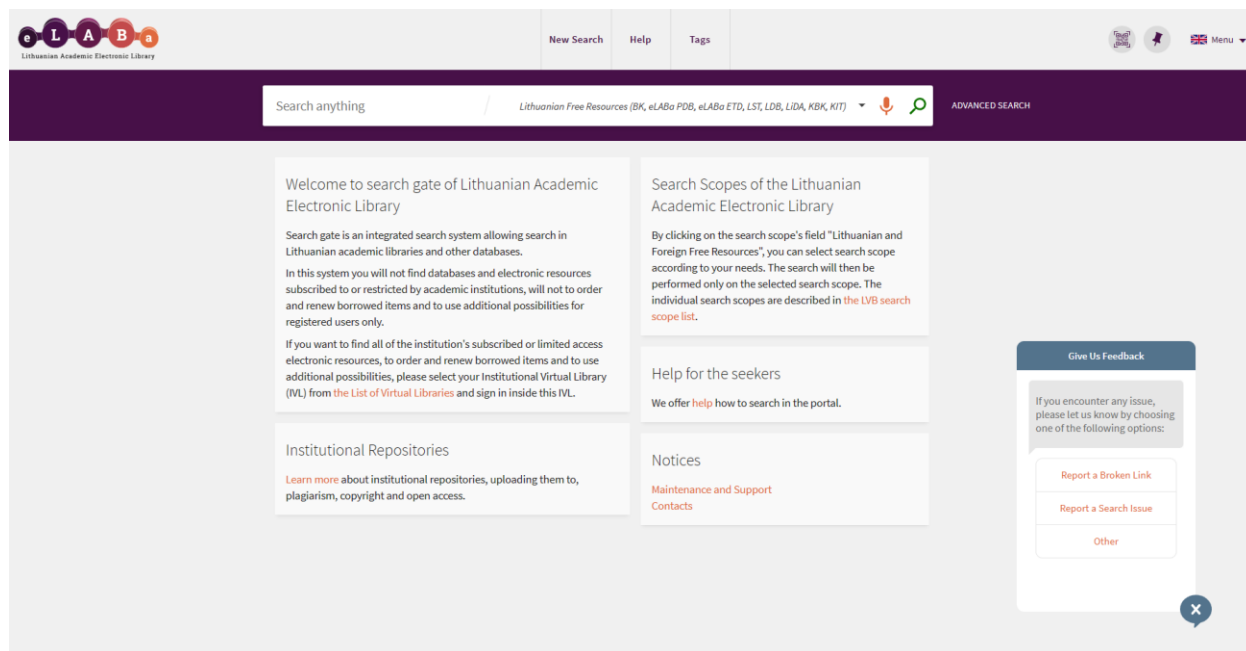 e L A B a
Lithuanian Academic Electronic Library
New Search
Help
Tags
Menu
Search anything
Lithuanian Free Resources (BK, eLABa PDB, eLABa ETD, LST, LDB, LiDA, KBK, KIT)
ADVANCED SEARCH
Welcome to search gate of Lithuanian Academic
Electronic Library
Search gate is an integrated search system allowing search in
Lithuanian academic libraries and other databases.
In this system you will not find databases and electronic resources
subscribed to or restricted by academic institutions, will not to order
and renew borrowed items and to use additional possibilities for
registered users only.
If you want to find all of the institution's subscribed or limited access
electronic resources, to order and renew borrowed items and to use
additional possibilities, please select your Institutional Virtual Library
(IVL) from the List of Virtual Libraries and sign in inside this IVL.
Institutional Repositories
Learn more about institutional repositories, uploading them to,
plagiarism, copyright and open access.
Search Scopes of the Lithuanian
Academic Electronic Library
By clicking on the search scope's field "Lithuanian and
Foreign Free Resources", you can select search scope
according to your needs. The search will then be
performed only on the selected search scope. The
individual search scopes are described in the LVB search
scope list.
Help for the seekers
We offer help how to search in the portal.
Notices
Maintenance and Support
Contacts
Give Us Feedback
If you encounter any issue,
please let us know by choosing
one of the following options:
Report a Broken Link
Report a Search Issue
Other
X